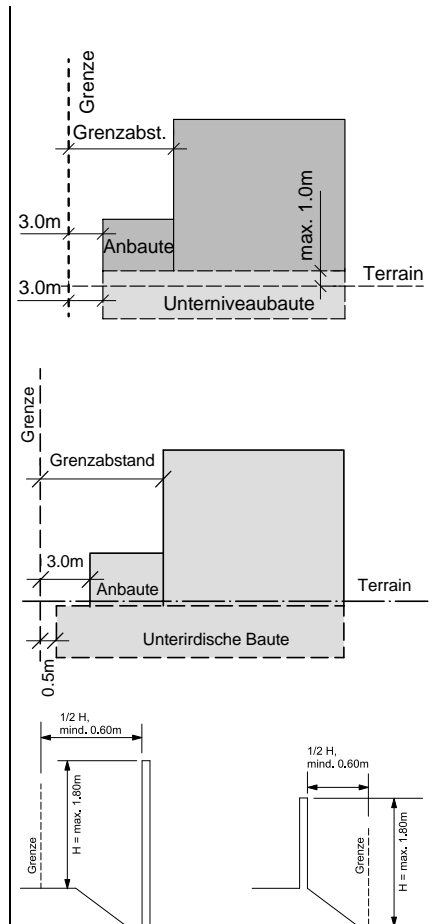 Grenze
Grenzabst.
3.0m
Anbaute
max. 1.0m
Terrain
3.0m
Unterniveaubaute
Grenze
Grenzabstand
3.0m
Anbaute
Terrain
Unterirdische Baute
0.5m
1/2 H,
mind. 0.60m
H = max. 1.80m
Grenze
1/2 H,
mind. 0.60m
Grenze
H = max. 1.80m